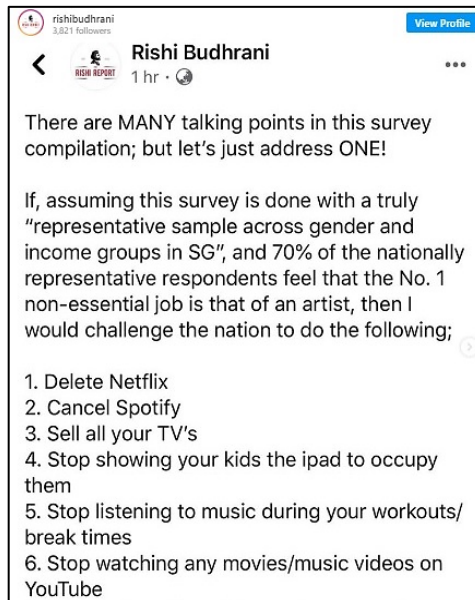 rishibudhrani
3,821 followers
View Profile
Rishi Budhrani
RISHI REPORT
1 hr ·
There are MANY talking points in this survey
compilation; but let's just address ONE!
If, assuming this survey is done with a truly
“representative sample across gender and
income groups in SG”, and 70% of the nationally
representative respondents feel that the No. 1
non-essential job is that of an artist, then I
would challenge the nation to do the following;
1. Delete Netflix
2. Cancel Spotify
3. Sell all your TV's
4. Stop showing your kids the ipad to occupy
them
5. Stop listening to music during your workouts/
break times
6. Stop watching any movies/music videos on
YouTube